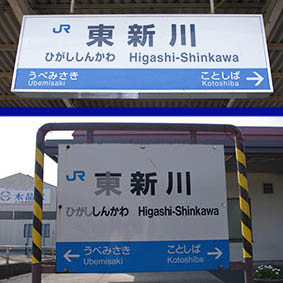 JR 東新川
ひがししんかわ Higashi-Shinkawa
うべみさき ことしば →
Ubemisaki Kotoshiba
JR 東新川
ひがししんかわ Higashi-Shinkawa
← うべみさき ことしば →
Ubemisaki Kotoshiba